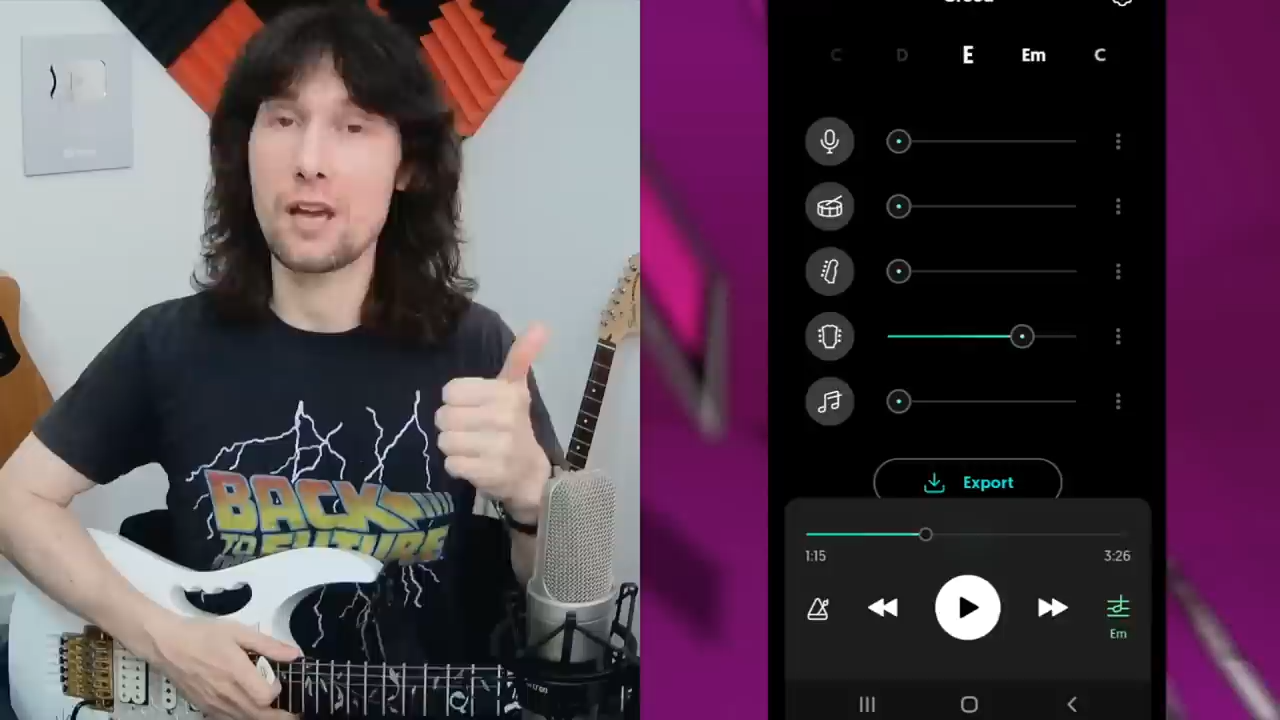 BACK
TO THE FUTURE
C D E Em C
Export
1:15
3:26
Em